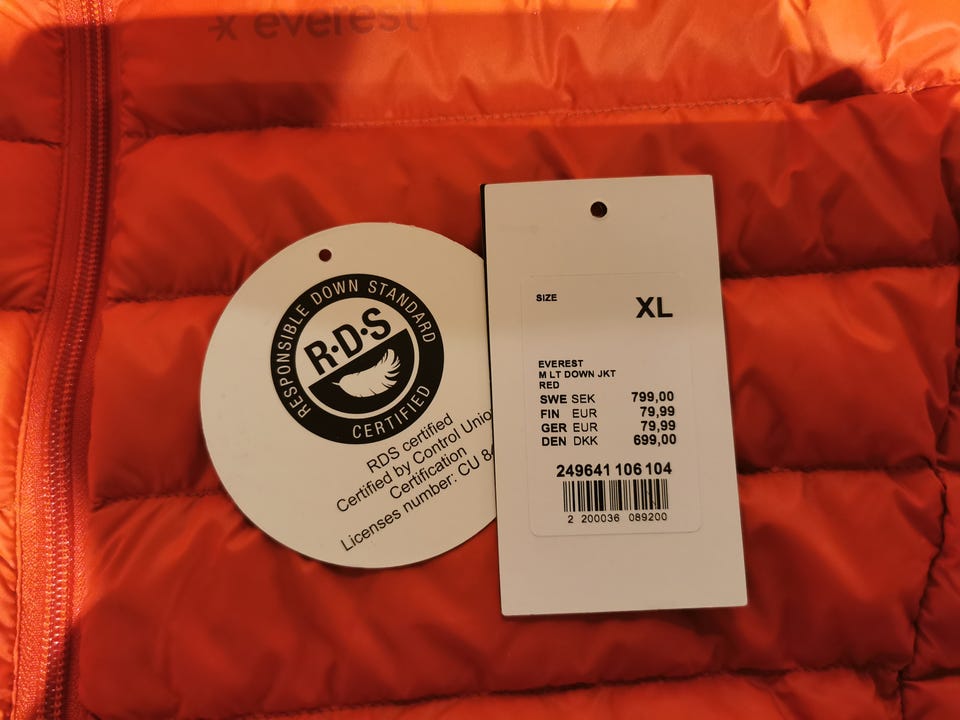 everest
RESPONSIBLE DOWN STANDARD
R·D·S
CERTIFIED
RDS certified
Certified by Control
Certification
Licenses number: CU
SIZE
XL
EVEREST
M LT DOWN JKT
RED
SWE SEK 799,00
FIN EUR 79,99
GER EUR 79,99
DEN DKK 699,00
249641 106 104
2 200036 089200